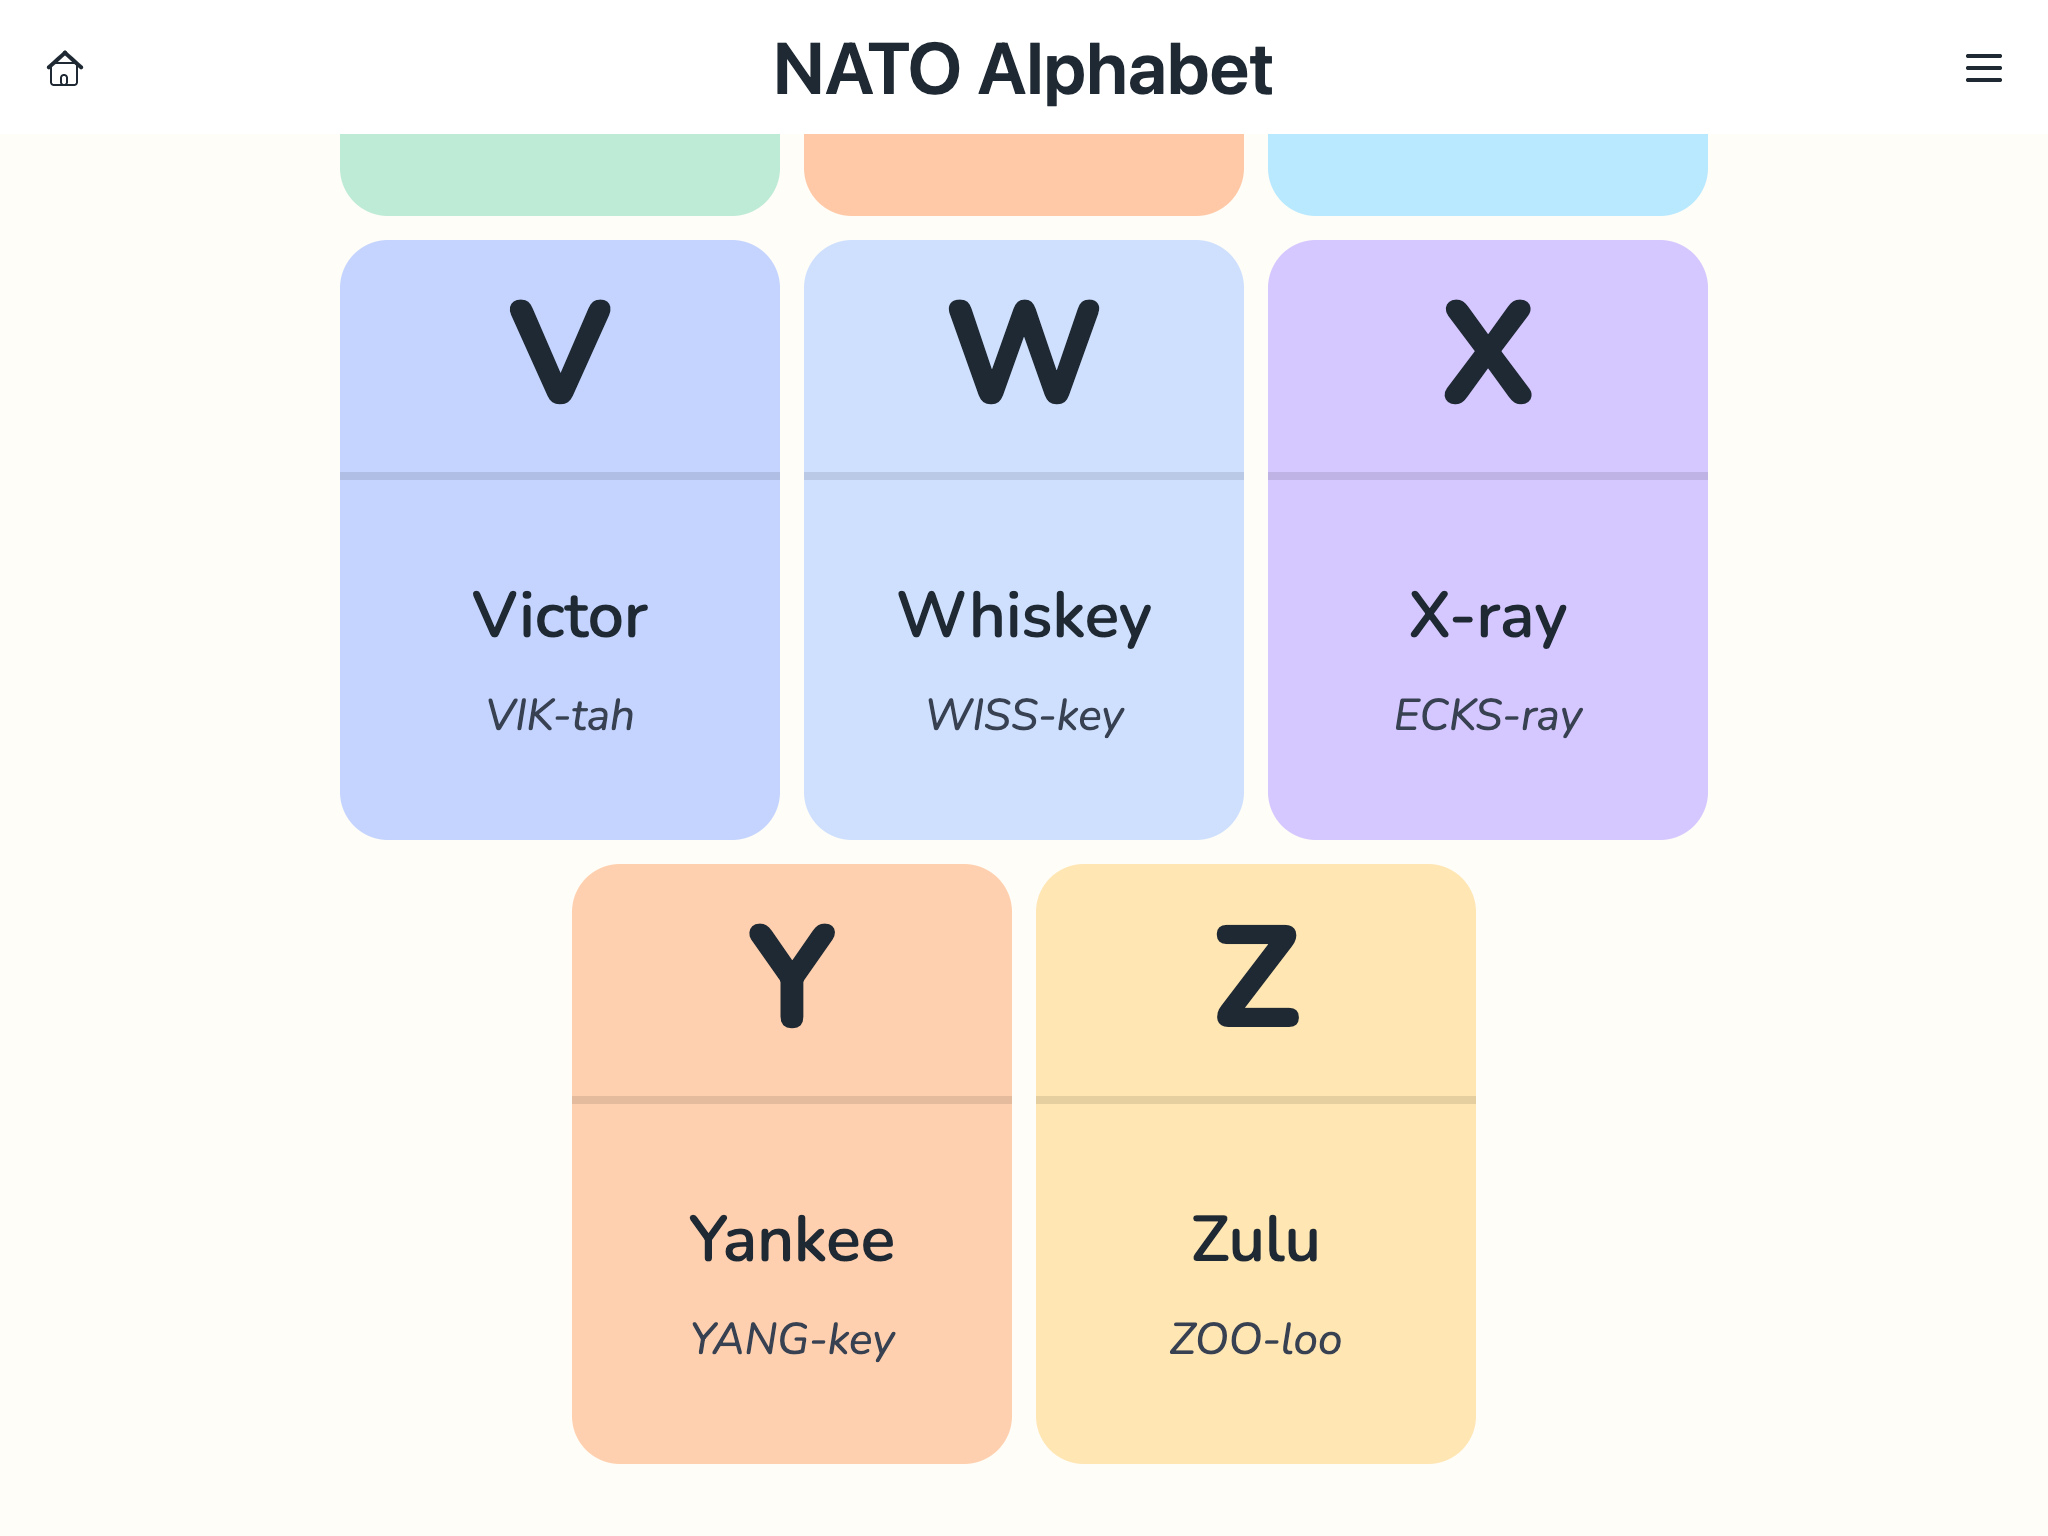 NATO Alphabet
V
W
X
Victor
Whiskey
X-ray
VIK-tah
WISS-key
ECKS-ray
Y
Z
Yankee
Zulu
YANG-key
ZOO-loo